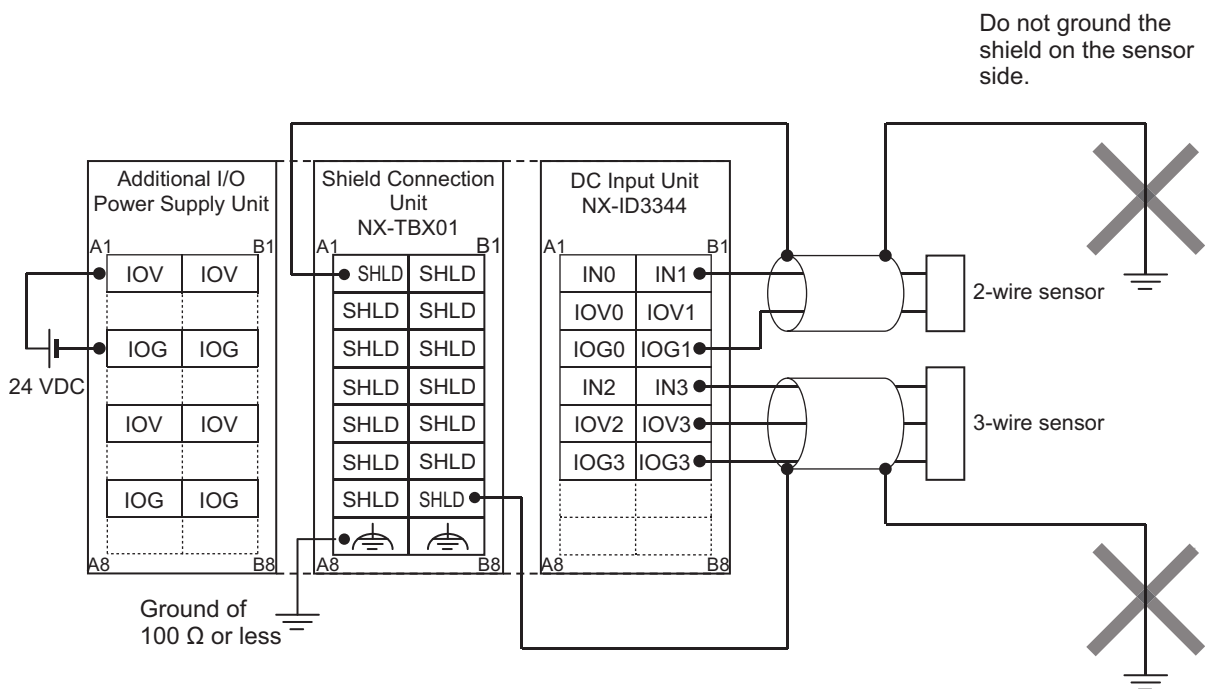 Do not ground the
shield on the sensor
side.
Additional I/O
Power Supply Unit
A1 B1
IOV IOV
IOG IOG
IOV IOV
IOG IOG
A8 B8
24 VDC
Shield Connection
Unit
NX-TBX01
A1 B1
SHLD SHLD
SHLD SHLD
SHLD SHLD
SHLD SHLD
SHLD SHLD
SHLD SHLD
SHLD SHLD
A8 B8
Ground of
100 Ω or less
DC Input Unit
NX-ID3344
A1 B1
IN0 IN1
IOV0 IOV1
IOG0 IOG1
IN2 IN3
IOV2 IOV3
IOG3 IOG3
A8 B8
2-wire sensor
3-wire sensor